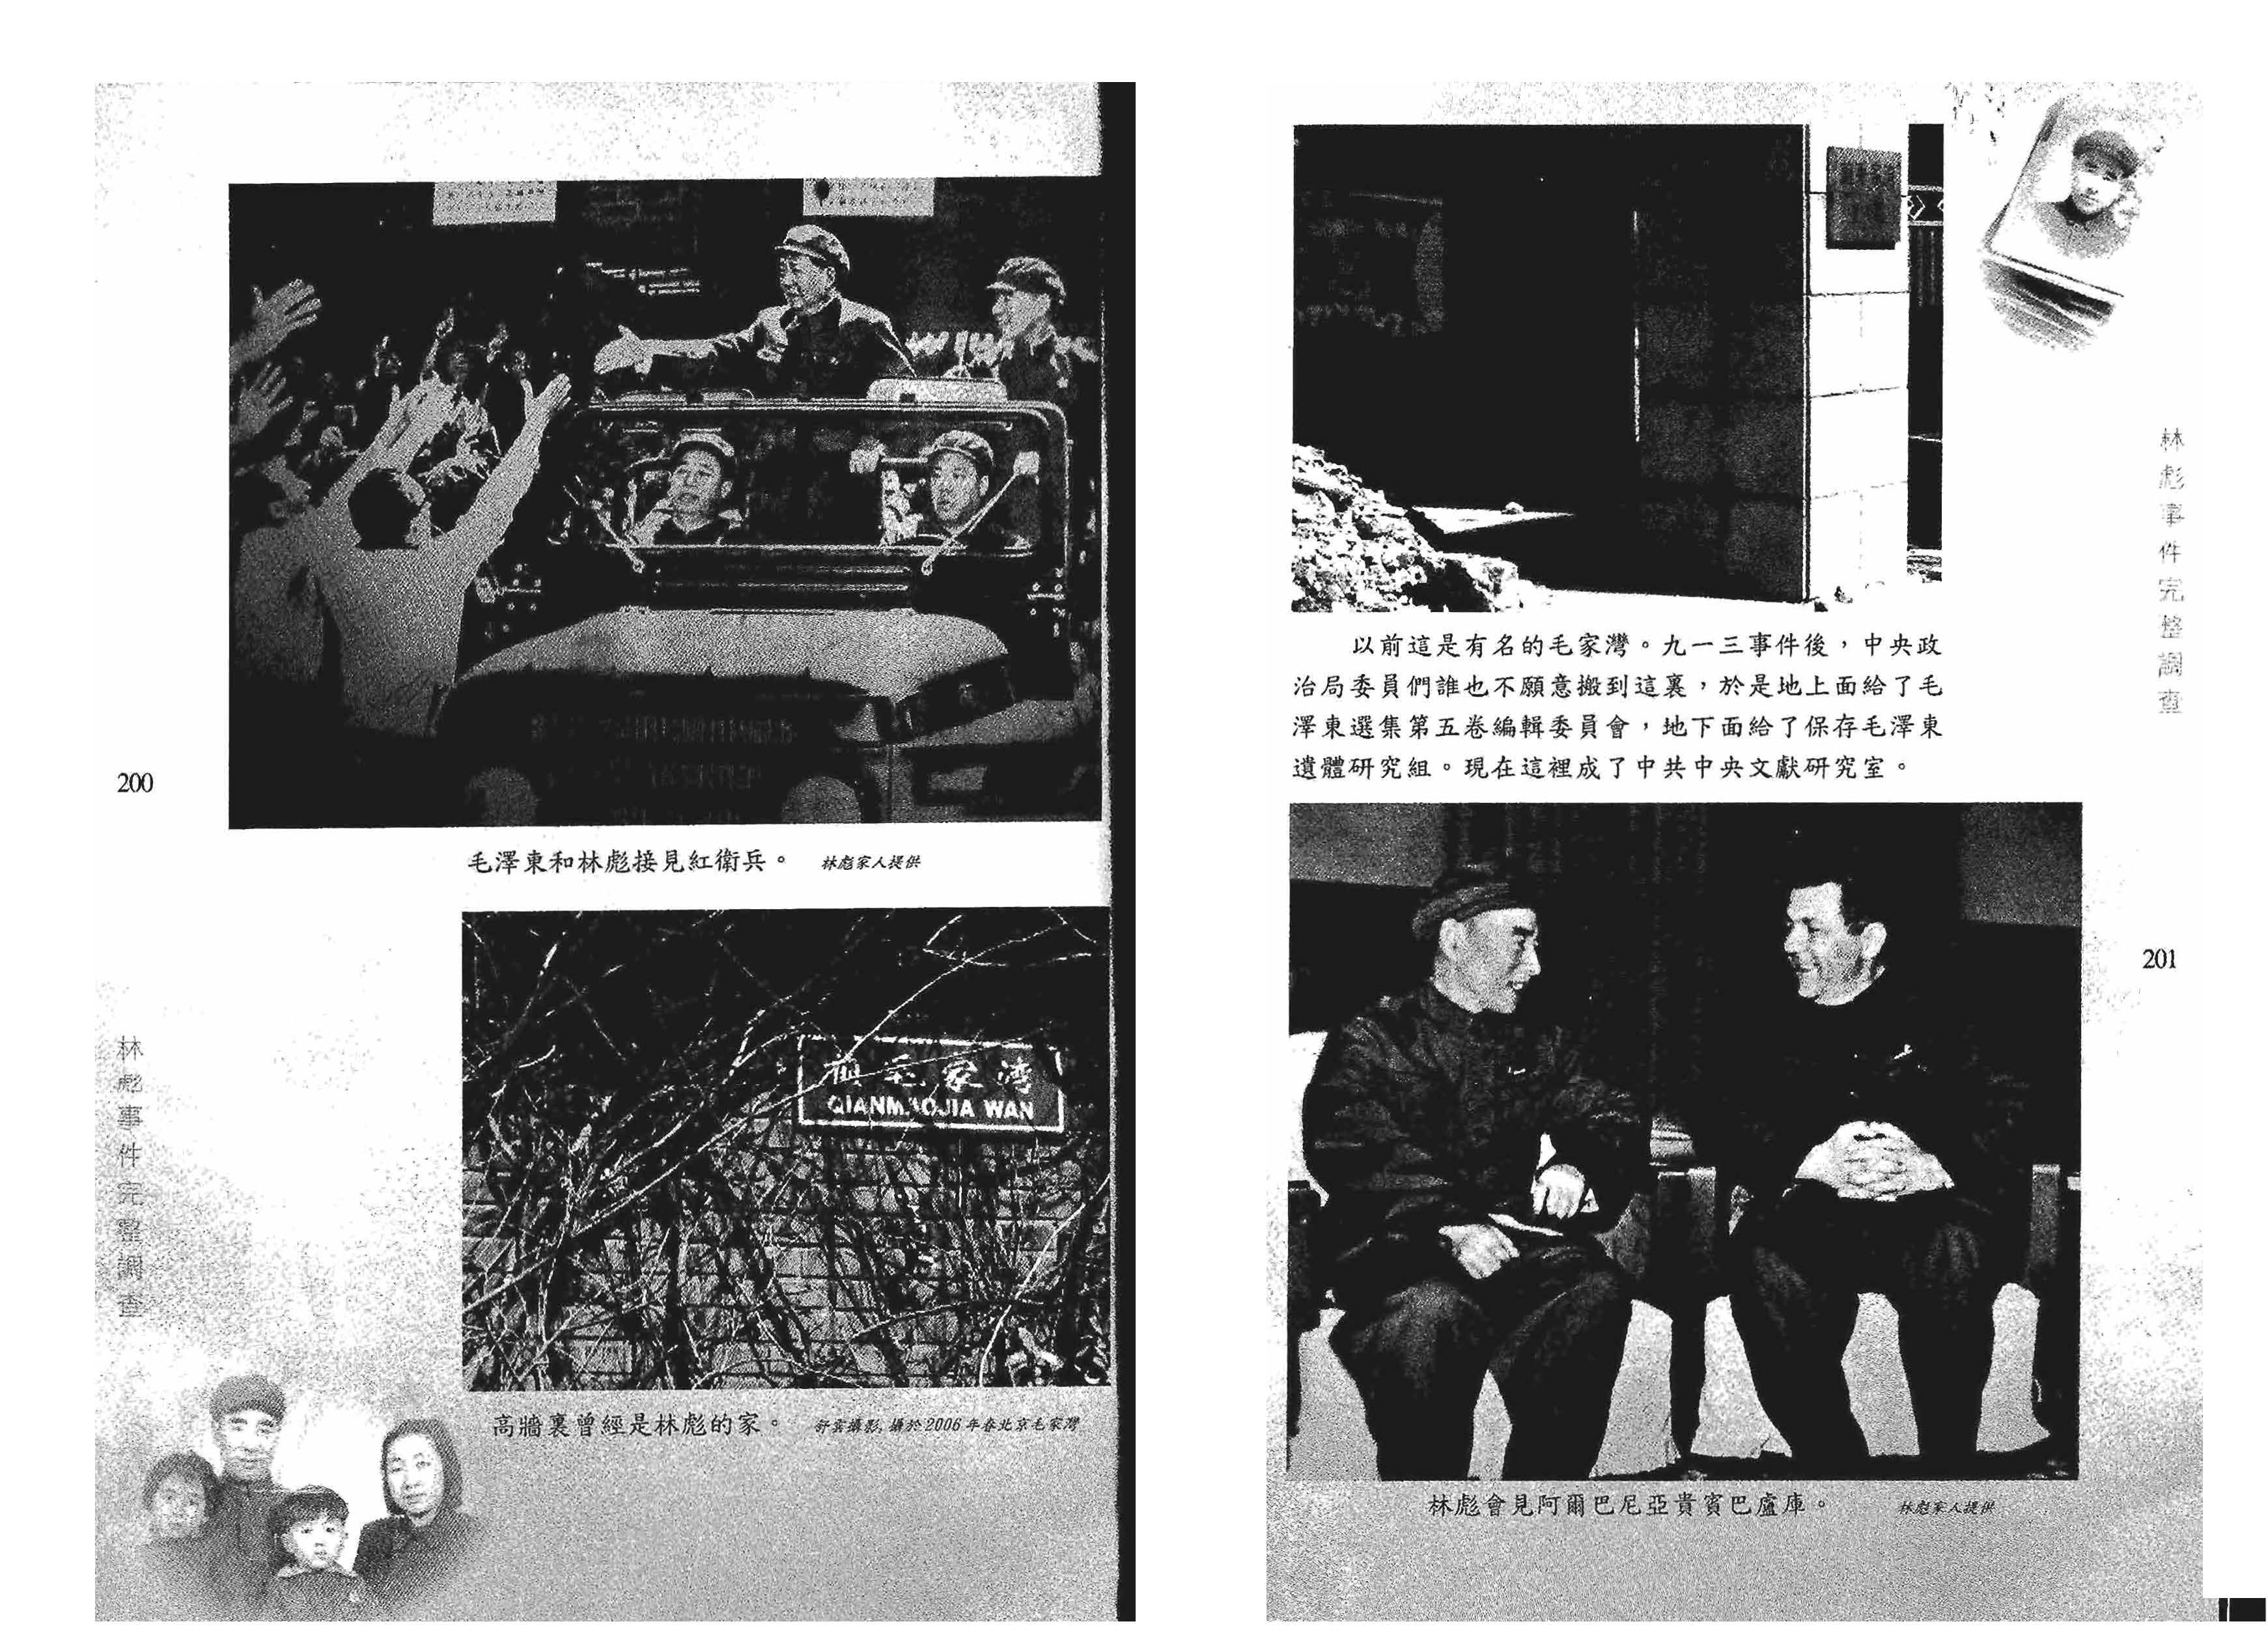 毛澤東和林彪接見紅衛兵。 林彪家人提供
200
前毛家湾
QIANMAOJIA WAN
高牆裏曾經是林彪的家。 舒雲攝影, 攝於2006年春北京毛家灣
林彪事件完整調查
林彪事件完整調查
以前這是有名的毛家灣。九一三事件後，中央政
治局委員們誰也不願意搬到這裏，於是地上面給了毛
澤東選集第五卷編輯委員會，地下面給了保存毛澤東
遺體研究組。現在這裡成了中共中央文獻研究室。
201
林彪會見阿爾巴尼亞貴賓巴盧庫。 林彪家人提供